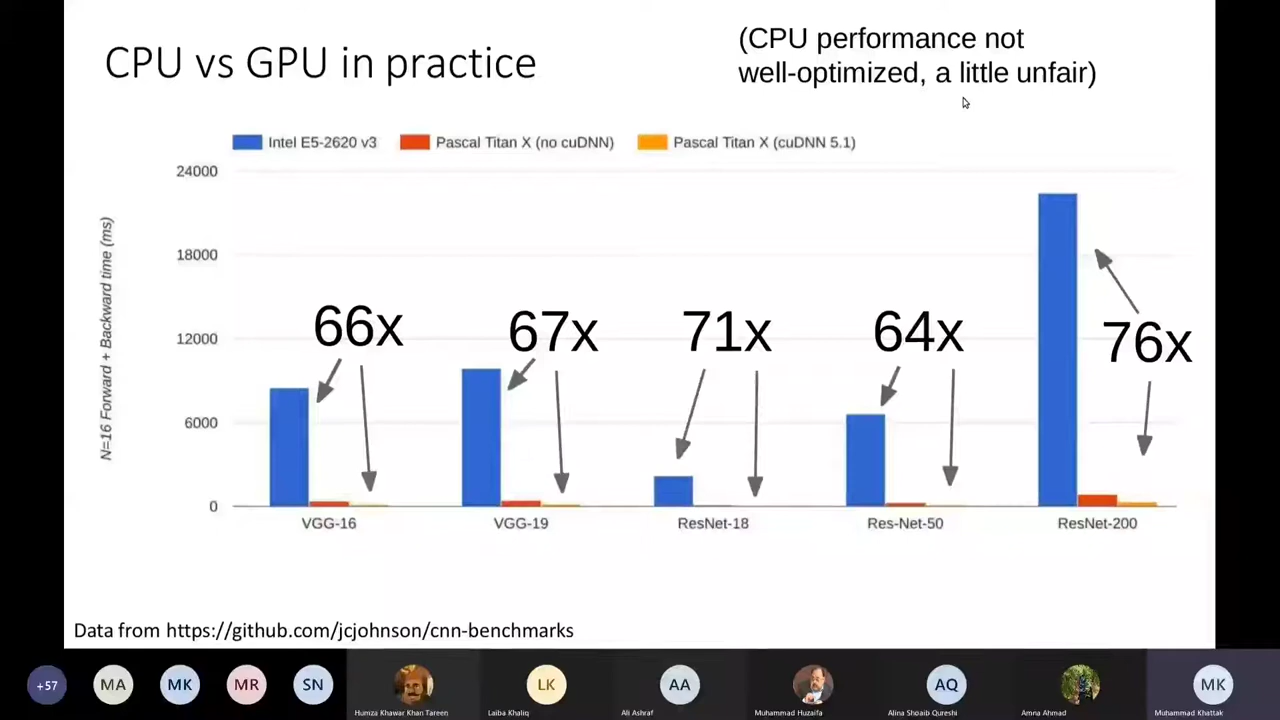 CPU vs GPU in practice
(CPU performance not
well-optimized, a little unfair)
Intel E5-2620 v3
Pascal Titan X (no cuDNN)
Pascal Titan X (cuDNN 5.1)
N=16 Forward + Backward time (ms)
24000
18000
12000
6000
0
66x
67x
71x
64x
76x
VGG-16
VGG-19
ResNet-18
Res-Net-50
ResNet-200
Data from https://github.com/jcjohnson/cnn-benchmarks
+57
MA
MK
MR
SN
Humza Khawar Khan Tareen
LK
Laiba Khaliq
AA
Ali Ashraf
Muhammad Huzaifa
AQ
Alina Shoaib Qureshi
Amna Ahmad
MK
Muhammad Khattak